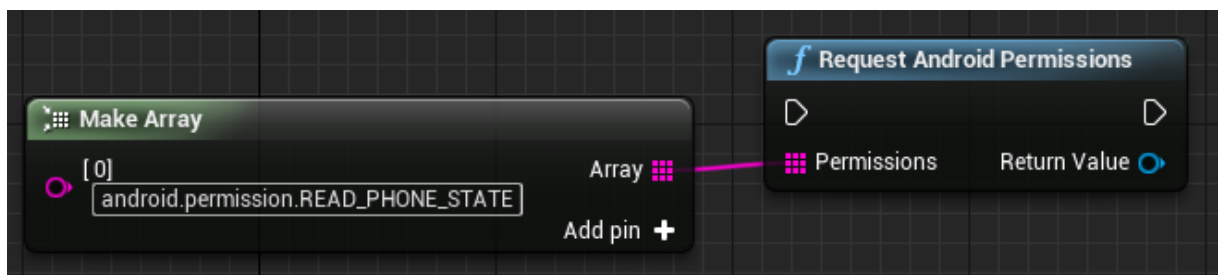 Make Array
[ 0]
android.permission.READ_PHONE_STATE
Array
Add pin
f Request Android Permissions
Permissions
Return Value